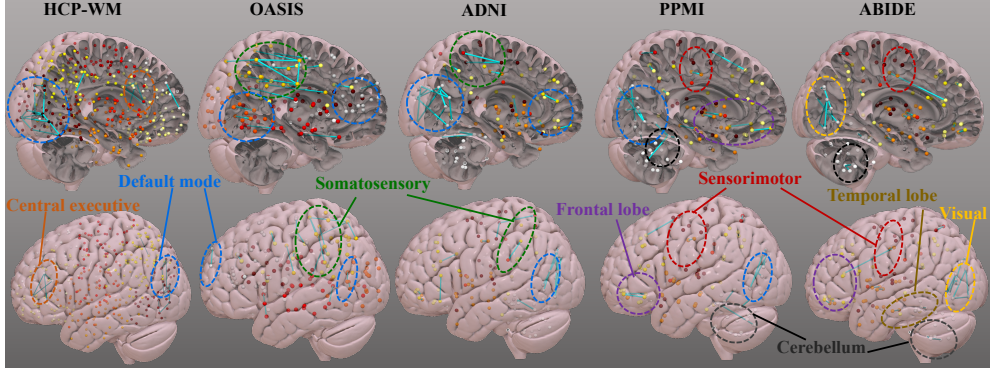 HCP-WM OASIS ADNI PPMI ABIDE
Default mode
Somatosensory
Sensorimotor
Central executive
Frontal lobe
Temporal lobe
Visual
Cerebellum